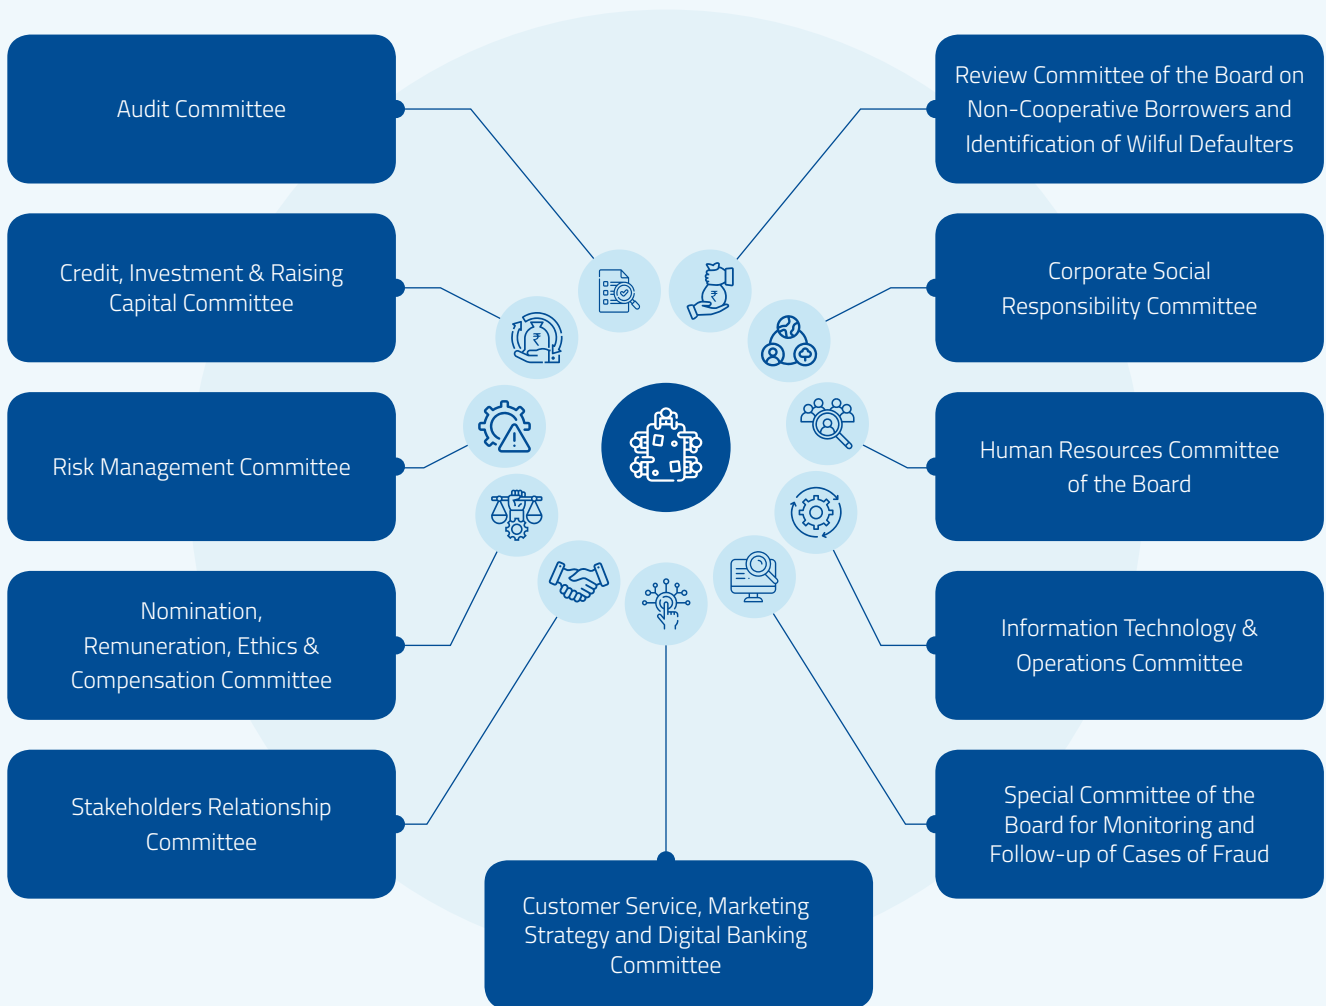 Audit Committee
Credit, Investment & Raising
Capital Committee
Risk Management Committee
Nomination,
Remuneration, Ethics &
Compensation Committee
Stakeholders Relationship
Committee
Customer Service, Marketing
Strategy and Digital Banking
Committee
Review Committee of the Board on
Non-Cooperative Borrowers and
Identification of Wilful Defaulters
Corporate Social
Responsibility Committee
Human Resources Committee
of the Board
Information Technology &
Operations Committee
Special Committee of the
Board for Monitoring and
Follow-up of Cases of Fraud
₹
₹